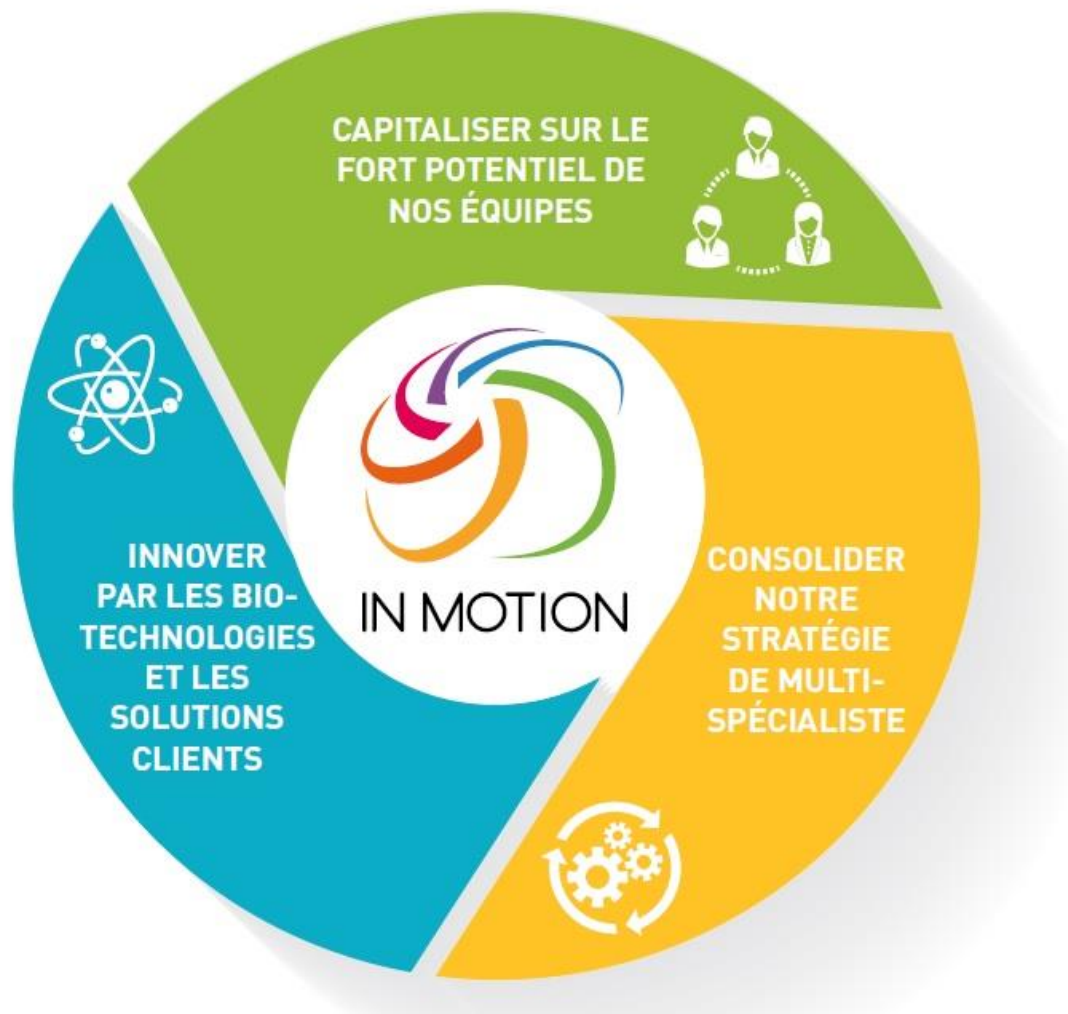 CAPITALISER SUR LE
FORT POTENTIEL DE
NOS ÉQUIPES
INNOVER
PAR LES BIO-
TECHNOLOGIES
ET LES
SOLUTIONS
CLIENTS
IN MOTION
CONSOLIDER
NOTRE
STRATÉGIE
DE MULTI-
SPÉCIALISTE